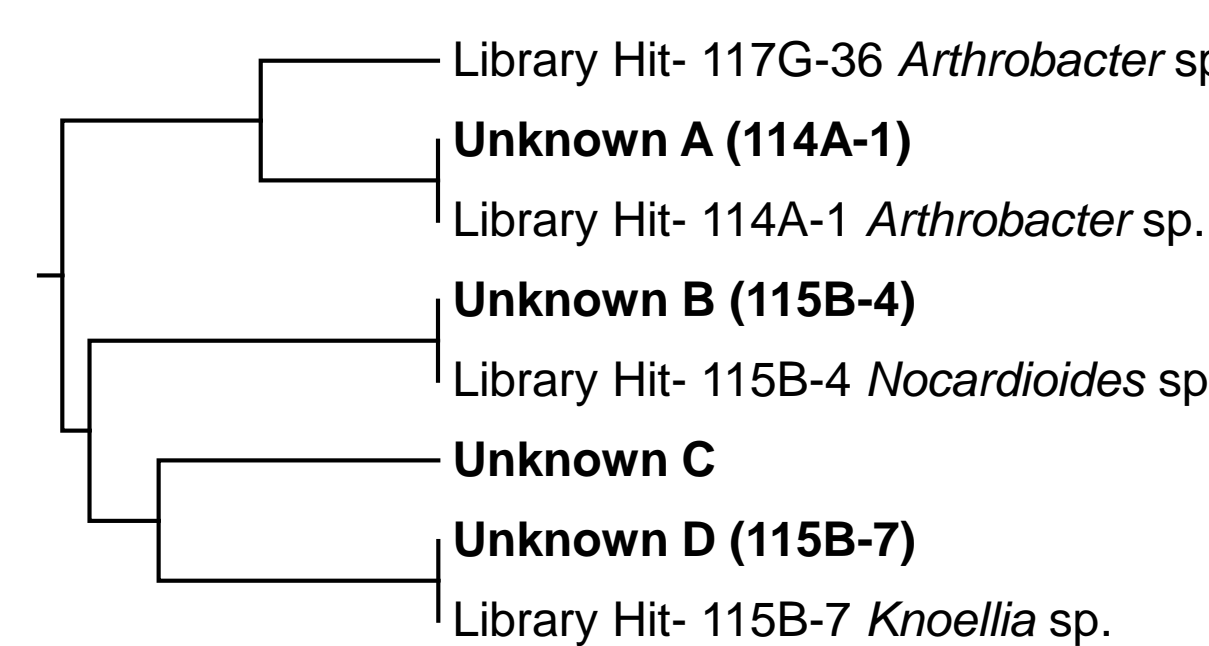 Library Hit- 117G-36 Arthrobacter sp
Unknown A (114A-1)
Library Hit- 114A-1 Arthrobacter sp.
Unknown B (115B-4)
Library Hit- 115B-4 Nocardioides sp
Unknown C
Unknown D (115B-7)
Library Hit- 115B-7 Knoellia sp.